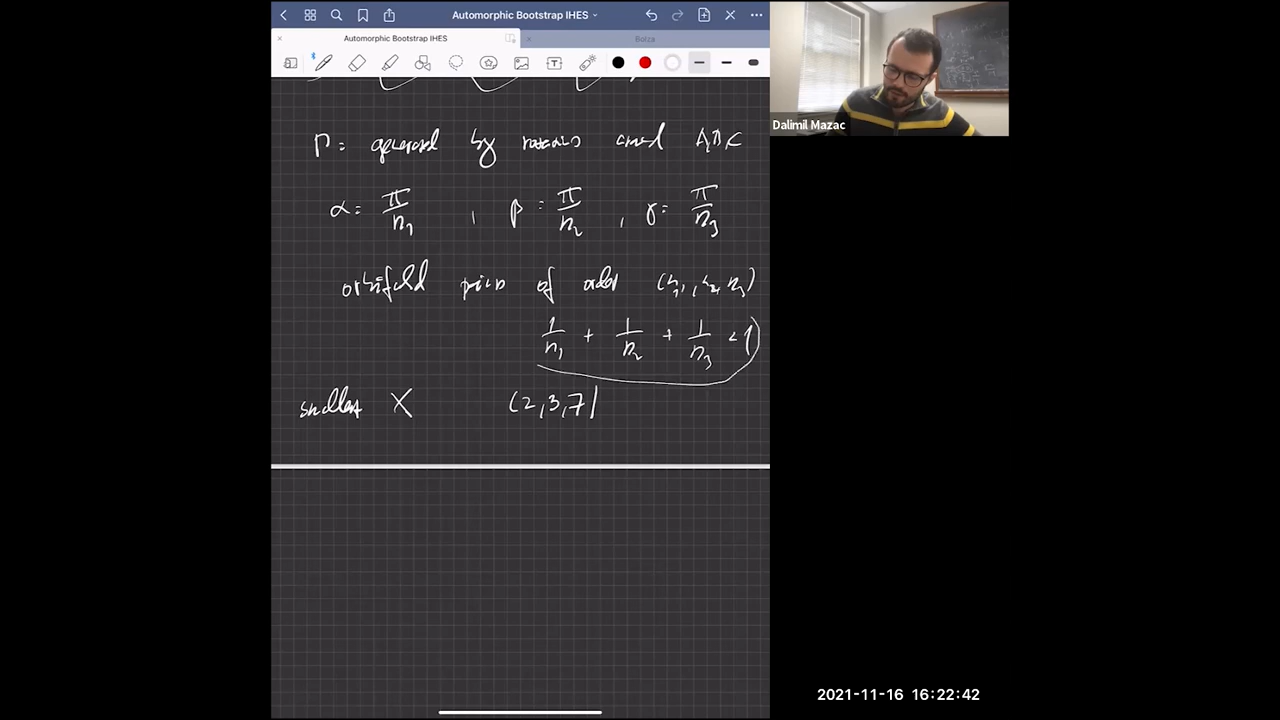 Automorphic Bootstrap IHES
Automorphic Bootstrap IHES
Bolza
Γ = generated by rotations around A, B, C
α = π/n₁ , β = π/n₂ , γ = π/n₃
orbifold points of order (n₁, n₂, n₃)
1/n₁ + 1/n₂ + 1/n₃ < 1
smallest X (2,3,7)
Dalimil Mazac
2021-11-16 16:22:42